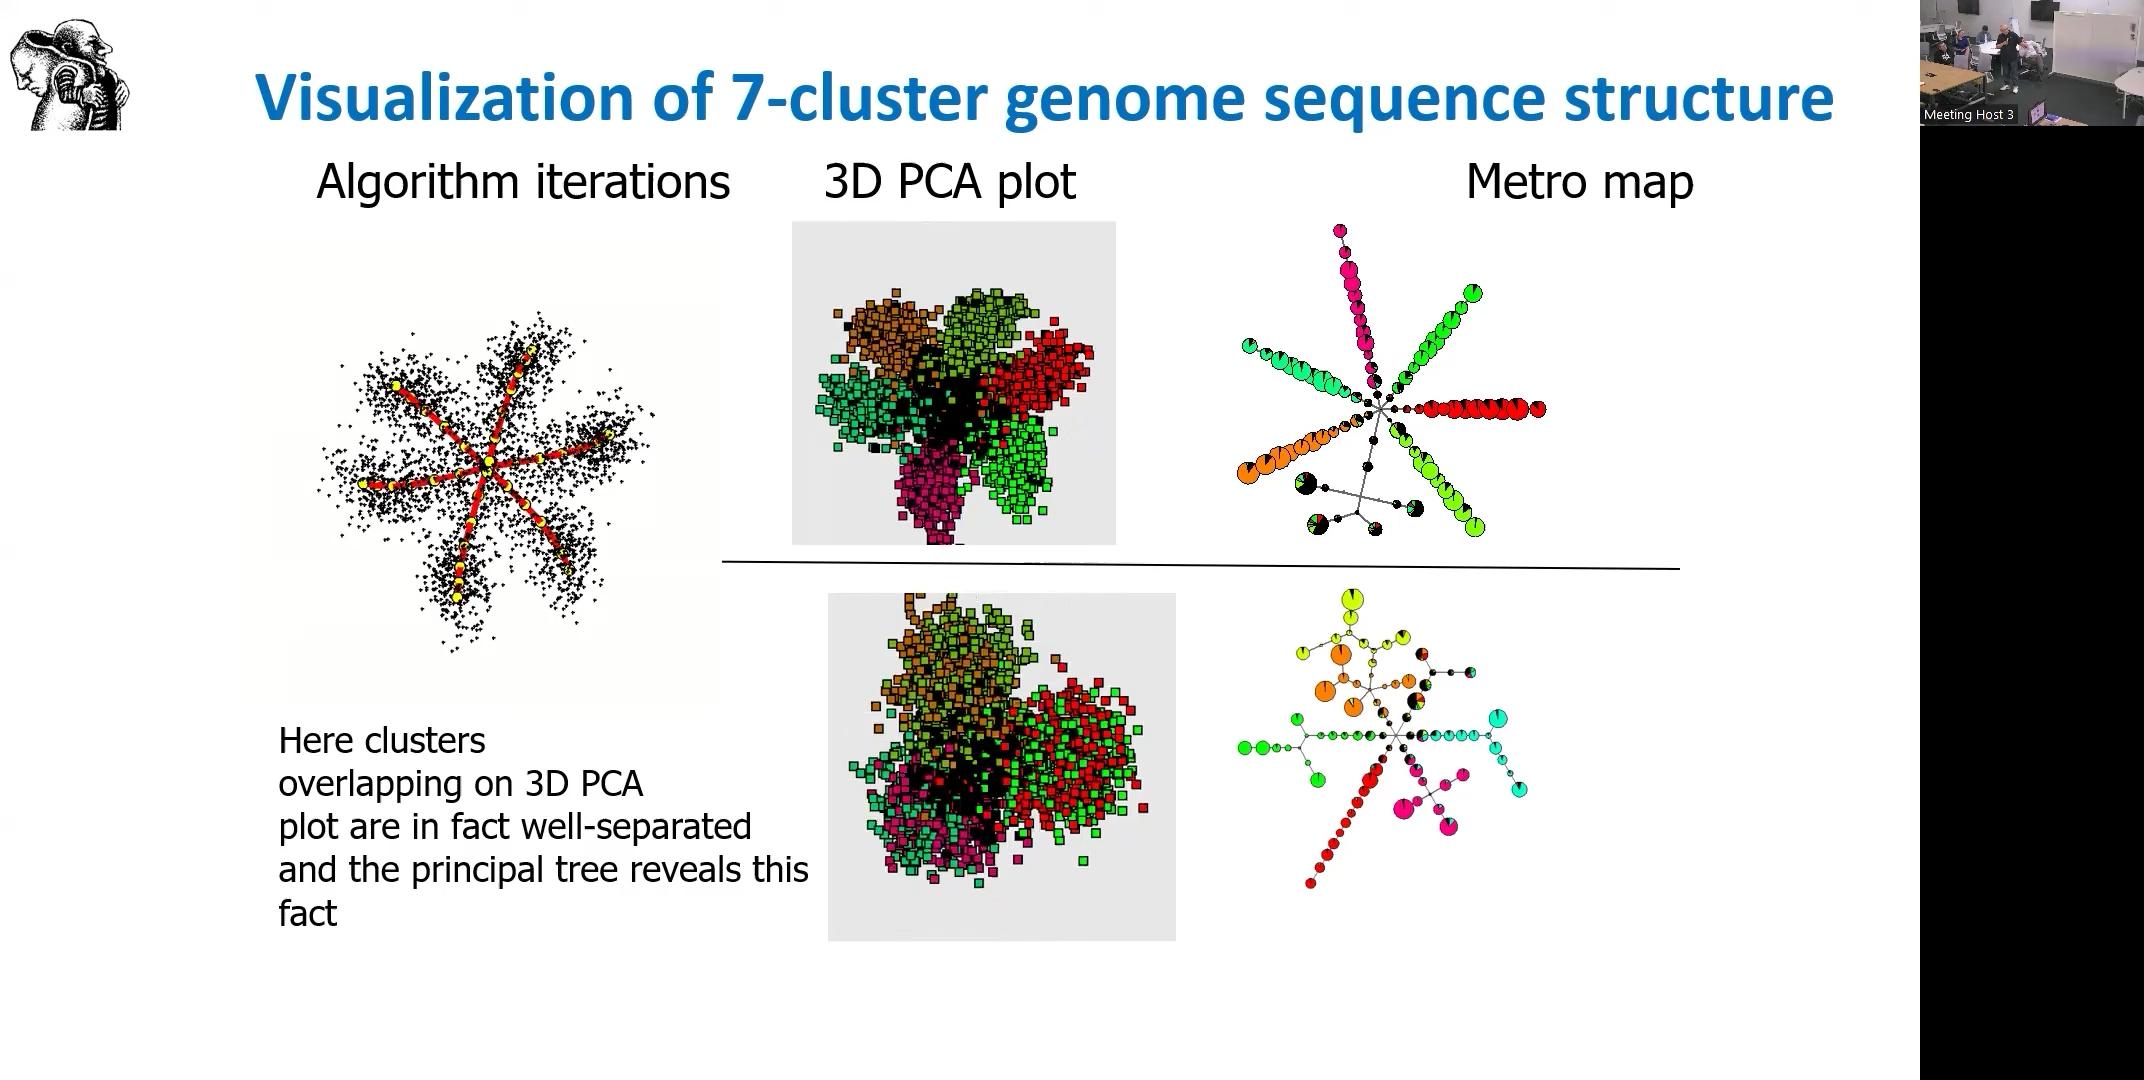 Visualization of 7-cluster genome sequence structure
Meeting Host 3
Algorithm iterations
3D PCA plot
Metro map
Here clusters
overlapping on 3D PCA
plot are in fact well-separated
and the principal tree reveals this
fact